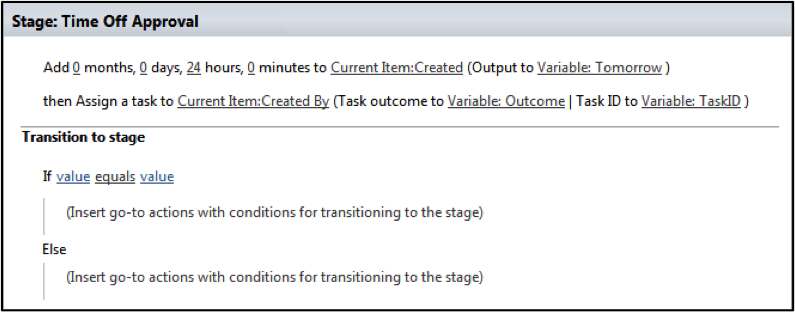 Stage: Time Off Approval
Add 0 months, 0 days, 24 hours, 0 minutes to Current Item:Created (Output to Variable: Tomorrow )
then Assign a task to Current Item:Created By (Task outcome to Variable: Outcome | Task ID to Variable: TaskID )
Transition to stage
If value equals value
(Insert go-to actions with conditions for transitioning to the stage)
Else
(Insert go-to actions with conditions for transitioning to the stage)